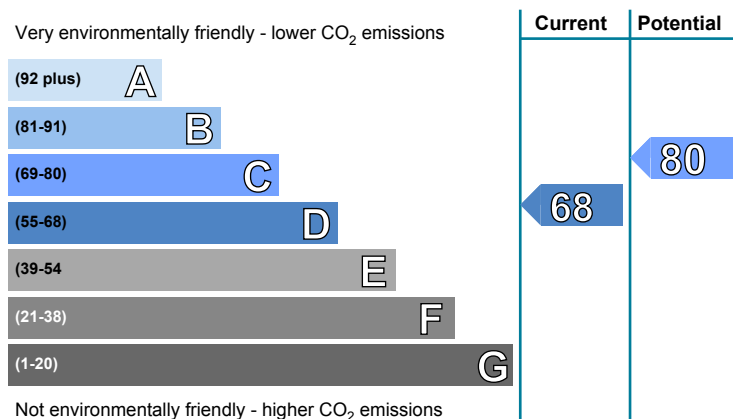 Current Potential
Very environmentally friendly - lower CO₂ emissions
(92 plus) A
(81-91) B
(69-80) C
80
(55-68) D
68
(39-54 E
(21-38) F
(1-20) G
Not environmentally friendly - higher CO₂ emissions